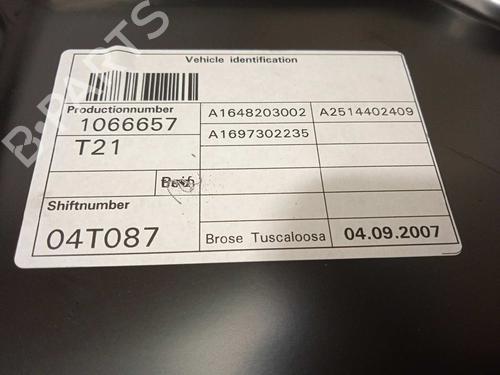 Vehicle identification
Productionnumber
1066657
A1648203002
A2514402409
T21
A1697302235
Shiftnumber
04T087
Brose Tuscaloosa
04.09.2007
B-PARTS